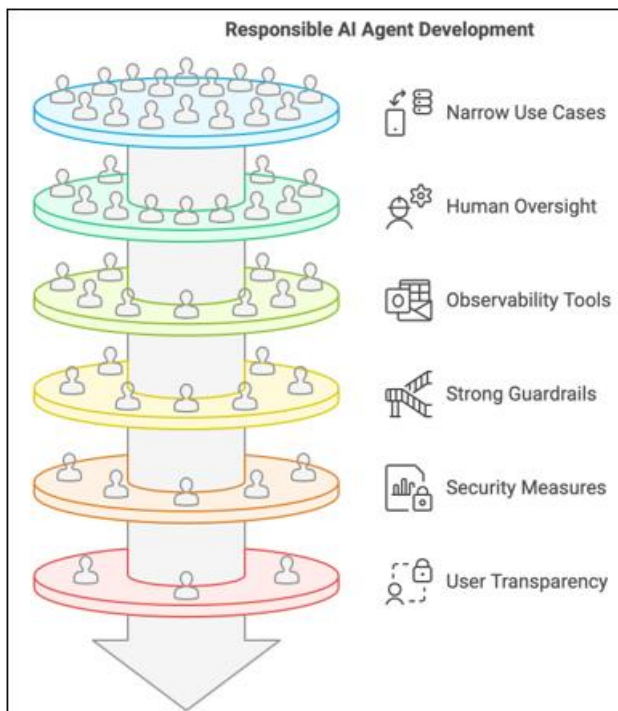 Responsible AI Agent Development
Narrow Use Cases
Human Oversight
Observability Tools
Strong Guardrails
Security Measures
User Transparency